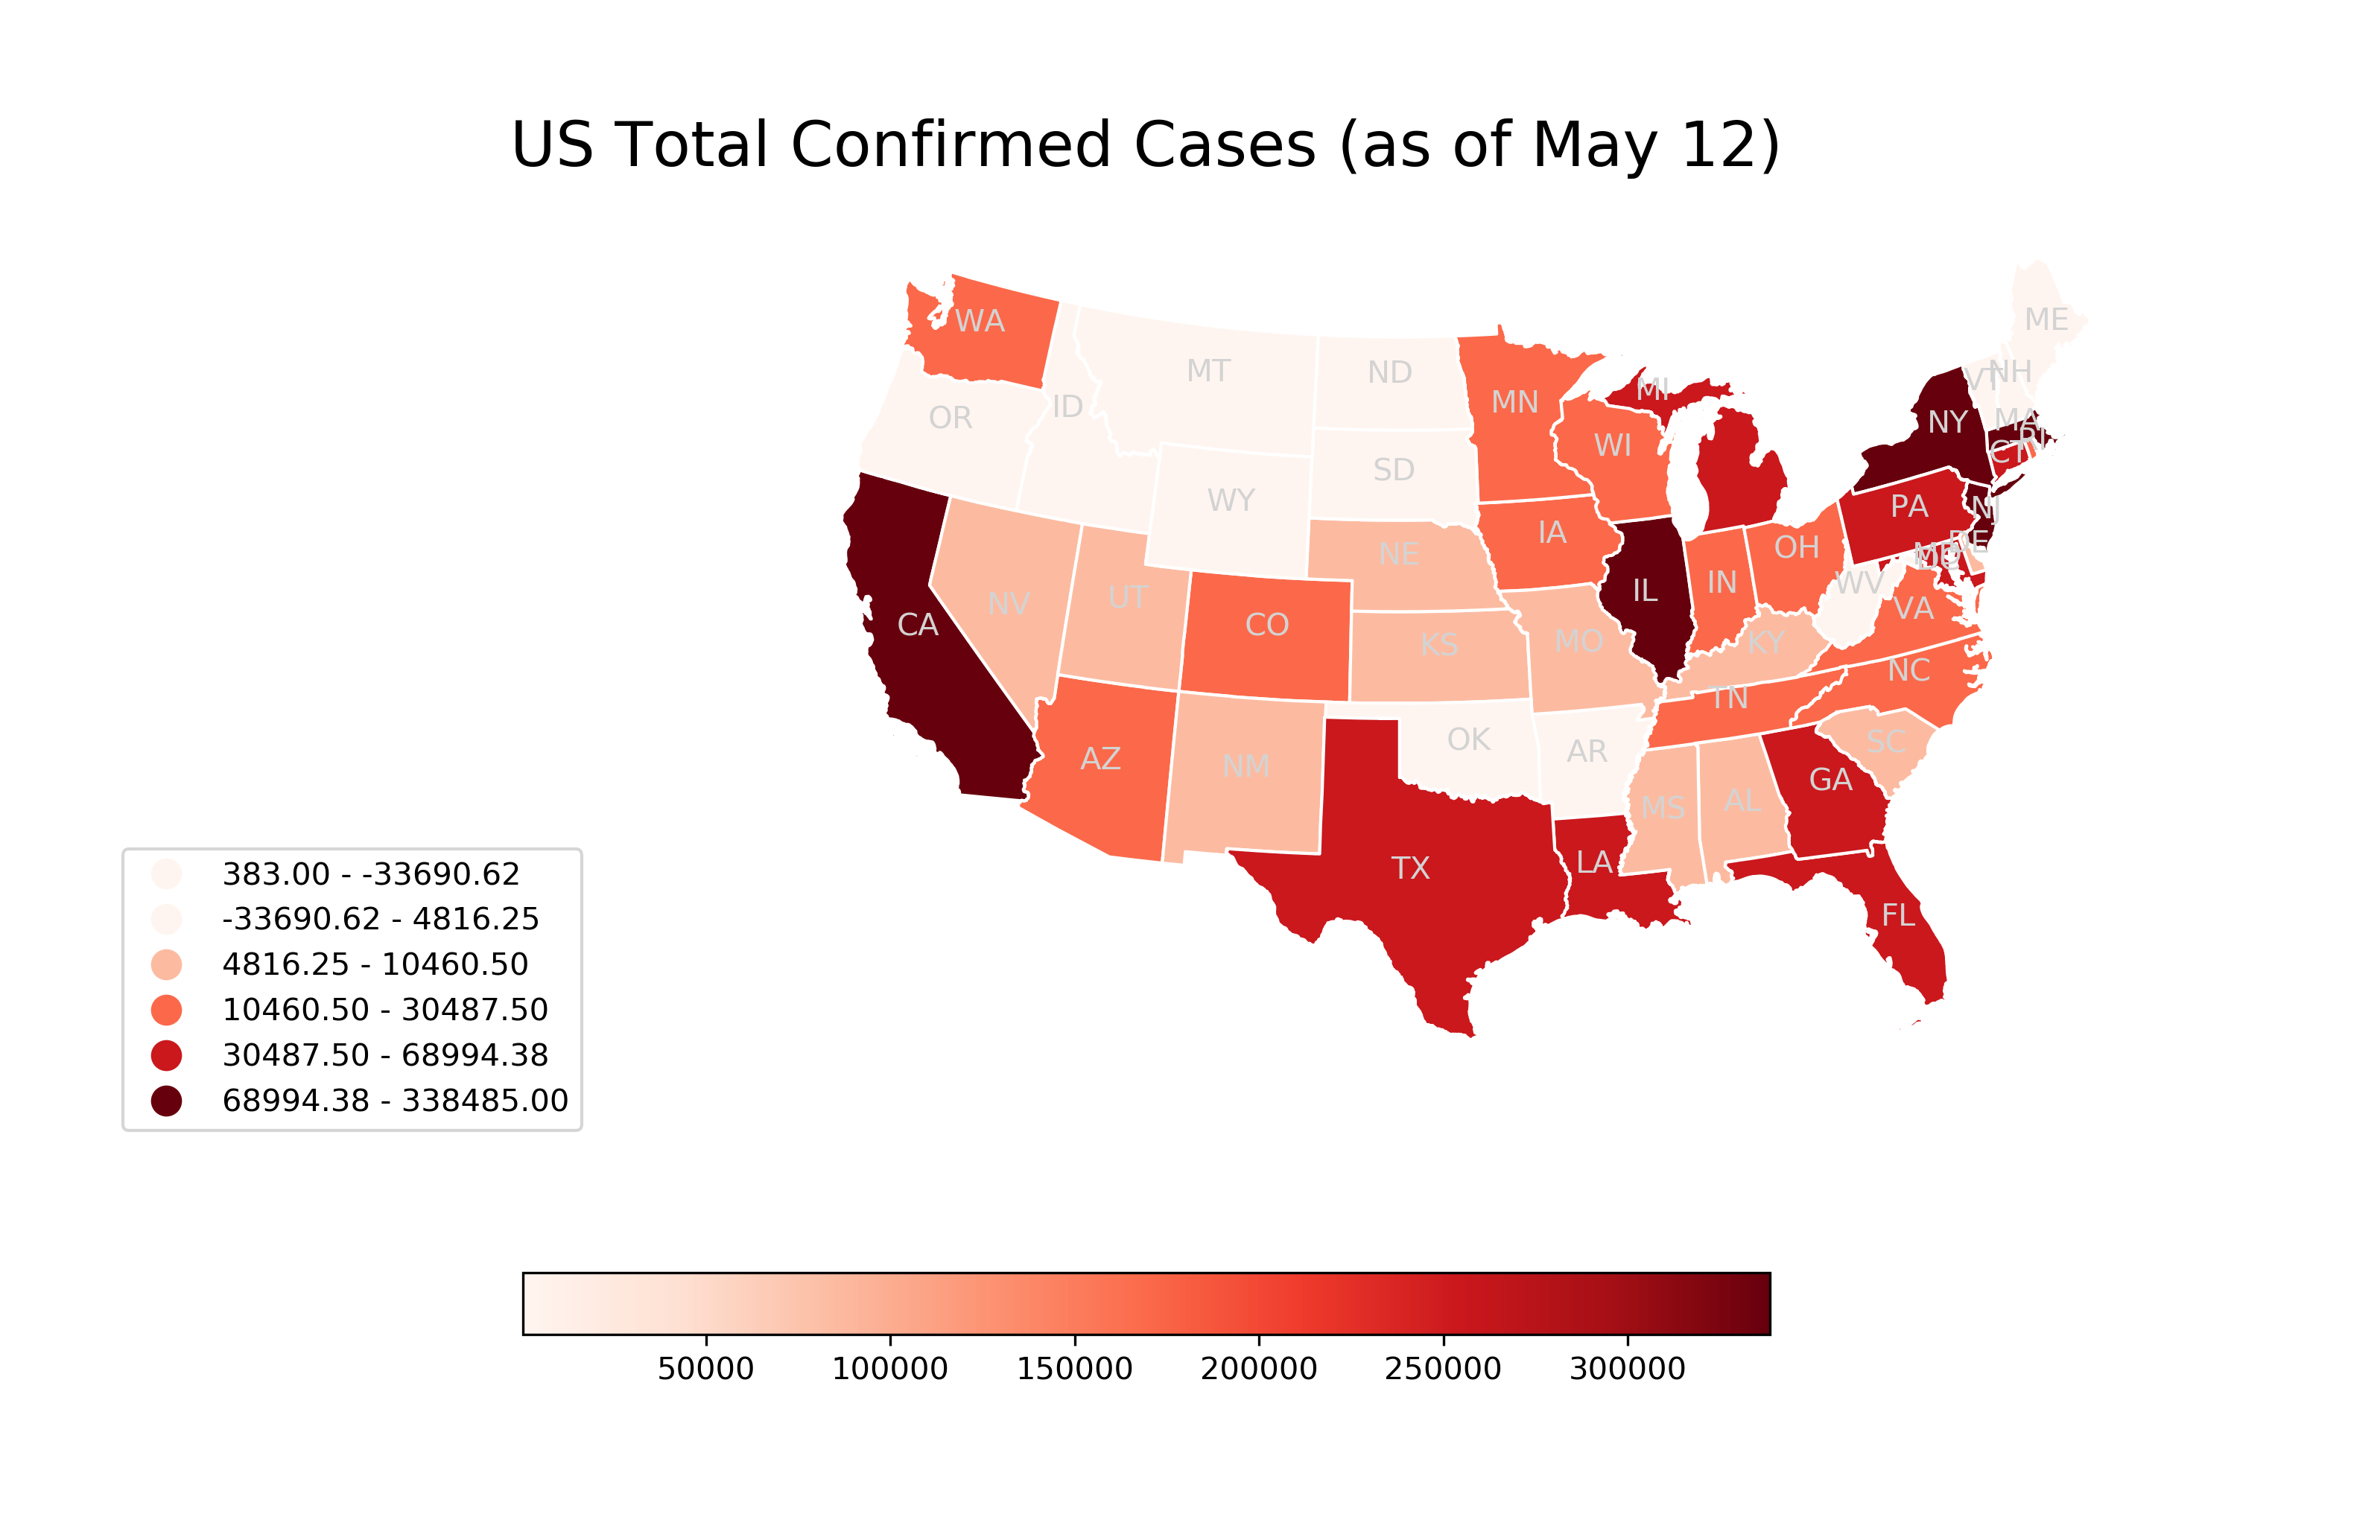 US Total Confirmed Cases (as of May 12)
WA
ME
MT
ND
NH
VT
ID
OR
MN
MI
NY
MA
RI
WI
CT
SD
WY
PA
NJ
IA
DE
OH
NE
WV
IN
IL
UT
NV
VA
CA
CO
KY
MO
KS
NC
TN
OK
SC
AR
AZ
NM
GA
AL
MS
LA
TX
FL
383.00 - -33690.62
-33690.62 - 4816.25
4816.25 - 10460.50
10460.50 - 30487.50
30487.50 - 68994.38
68994.38 - 338485.00
50000 100000 150000 200000 250000 300000